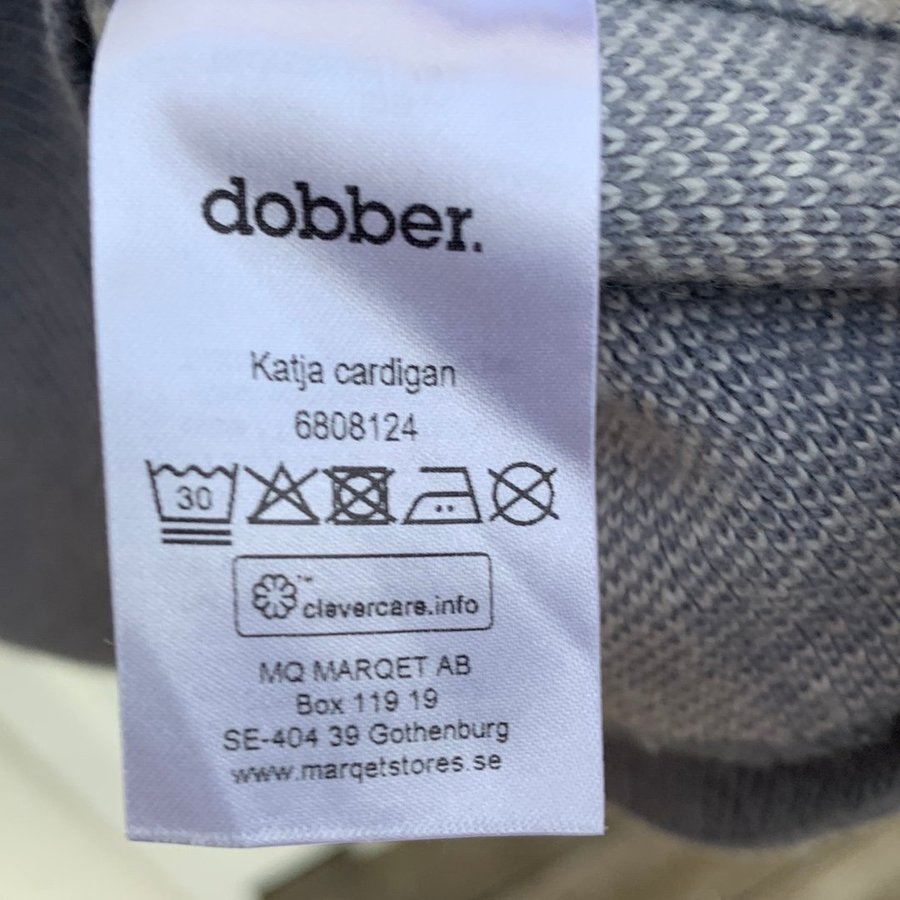 dobber.
Katja cardigan
6808124
30
™ clevercare.info
MQ MARQET AB
Box 119 19
SE-404 39 Gothenburg
www.marqetstores.se